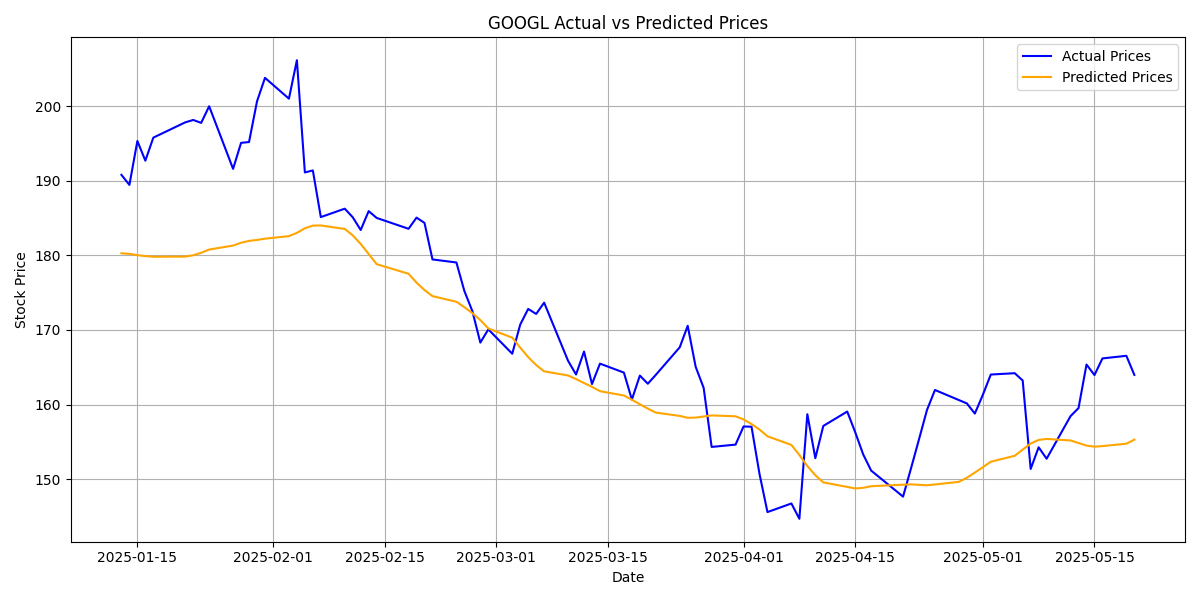 GOOGL Actual vs Predicted Prices
Actual Prices
Predicted Prices
Stock Price
200
190
180
170
160
150
2025-01-15 2025-02-01 2025-02-15 2025-03-01 2025-03-15 2025-04-01 2025-04-15 2025-05-01 2025-05-15
Date